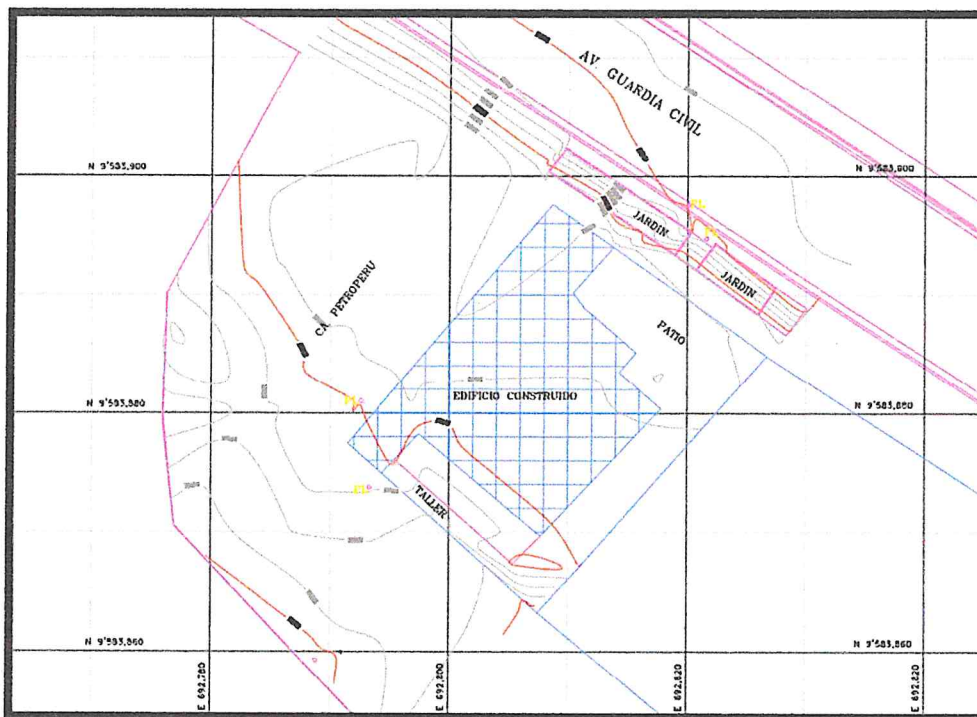 AV. GUARDIA CIVIL
N 9'583,900
N 9'583,900
JARDIN
JARDIN
CA. PETROPERU
PATIO
EDIFICIO CONSTRUIDO
N 9'583,880
N 9'583,880
TALLER
N 9'583,860
N 9'583,860
E 692,780
E 692,800
E 692,820
E 692,820